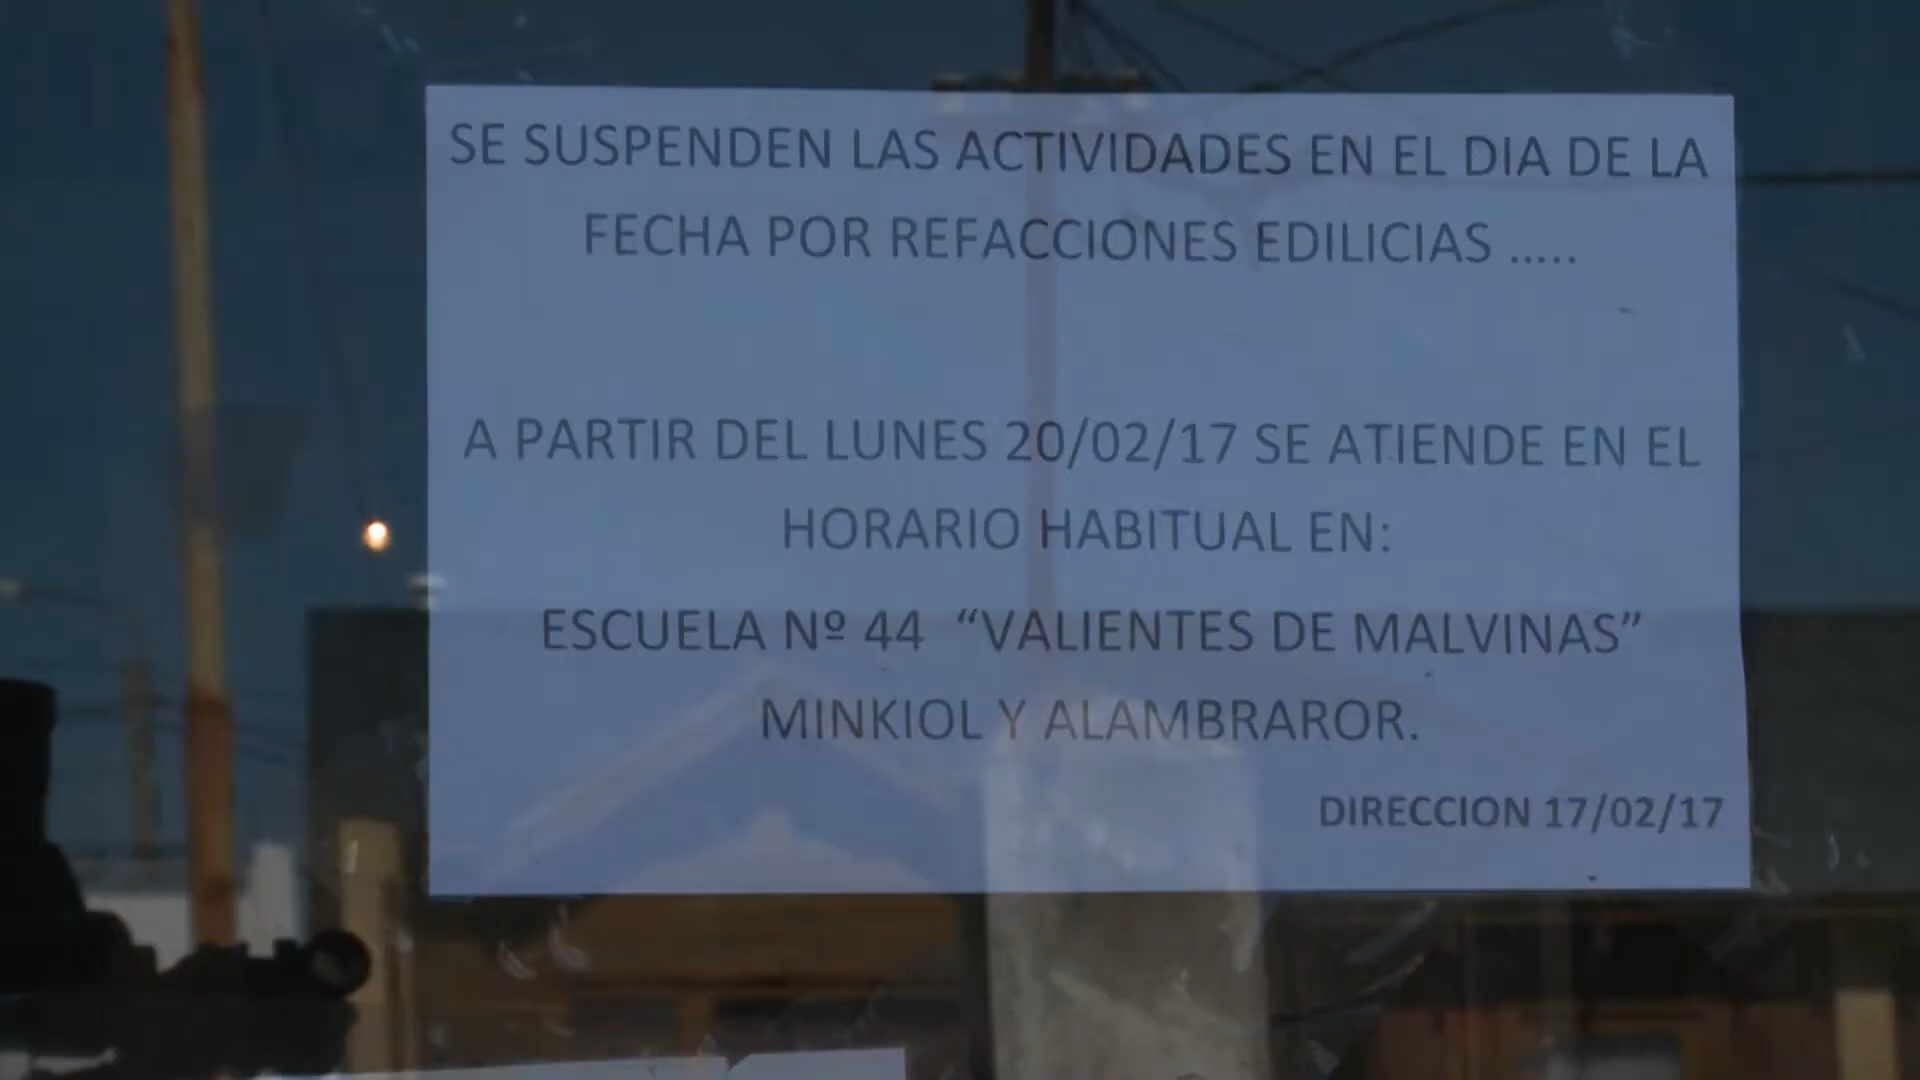 SE SUSPENDEN LAS ACTIVIDADES EN EL DIA DE LA
FECHA POR REFACCIONES EDILICIAS .....
A PARTIR DEL LUNES 20/02/17 SE ATIENDE EN EL
HORARIO HABITUAL EN:
ESCUELA Nº 44 “VALIENTES DE MALVINAS”
MINKIOL Y ALAMBRAROR.
DIRECCION 17/02/17